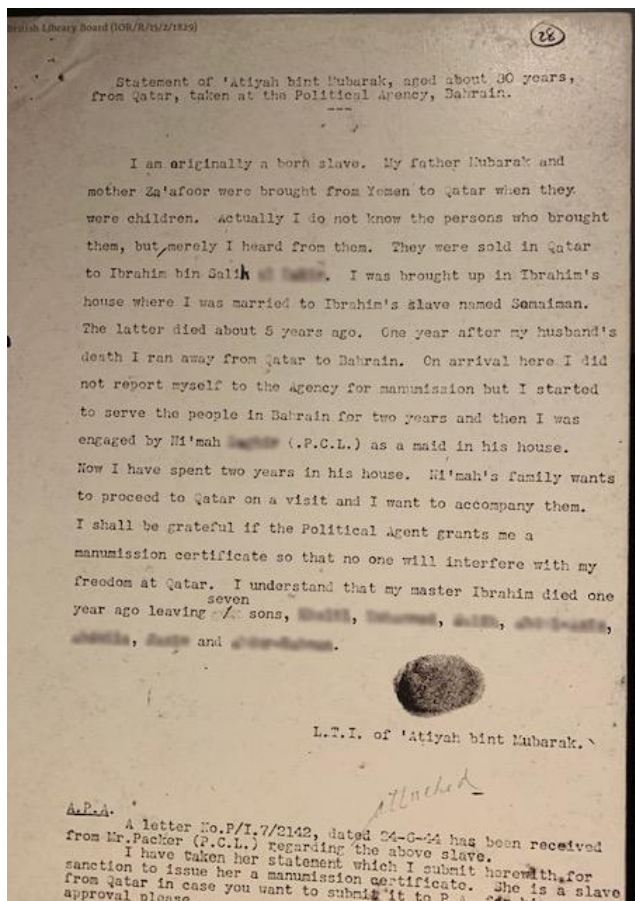 British Library Board (IOR/R/15/2/1829)
28
Statement of 'Atiyah bint Mubarak, aged about 30 years,
from Qatar, taken at the Political Agency, Bahrain.
---
I am originally a born slave. My father Mubarak and
mother Za'afoor were brought from Yemen to Qatar when they
were children. Actually I do not know the persons who brought
them, but merely I heard from them. They were sold in Qatar
to Ibrahim bin Salih. I was brought up in Ibrahim's
house where I was married to Ibrahim's slave named Somaiman.
The latter died about 5 years ago. One year after my husband's
death I ran away from Qatar to Bahrain. On arrival here I did
not report myself to the Agency for manumission but I started
to serve the people in Bahrain for two years and then I was
engaged by Ni'mah (.P.C.L.) as a maid in his house.
Now I have spent two years in his house. Ni'mah's family wants
to proceed to Qatar on a visit and I want to accompany them.
I shall be grateful if the Political Agent grants me a
manumission certificate so that no one will interfere with my
freedom at Qatar. I understand that my master Ibrahim died one
seven
year ago leaving sons, , , , ,
, and .
L.T.I. of 'Atiyah bint Mubarak.
attached
A.P.A.
A letter No.P/I.7/2142, dated 24-6-44 has been received
from Mr.Packer (P.C.L.) regarding the above slave.
I have taken her statement which I submit herewith for
sanction to issue her a manumission certificate. She is a slave
from Qatar in case you want to submit it to P.A. for
approval please